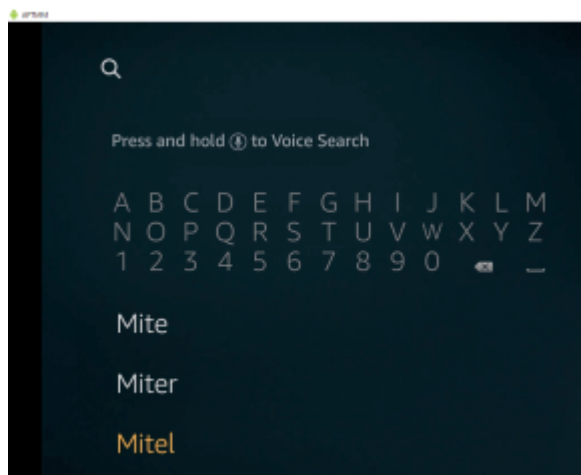 Press and hold to Voice Search
A B C D E F G H I J K L M
N O P Q R S T U V W X Y Z
1 2 3 4 5 6 7 8 9 0
Mite
Miter
Mitel